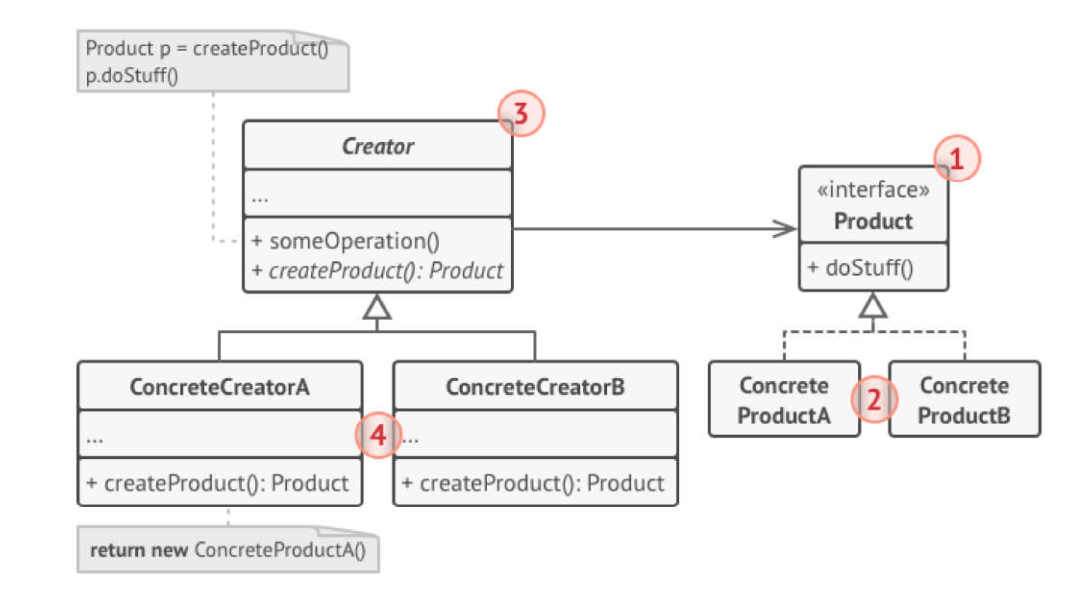 Product p = createProduct()
p.doStuff()
3
Creator
...
+ someOperation()
+ createProduct(): Product
1
«interface»
Product
+ doStuff()
ConcreteCreatorA
...
+ createProduct(): Product
4
ConcreteCreatorB
...
+ createProduct(): Product
Concrete
ProductA
2
Concrete
ProductB
return new ConcreteProductA()